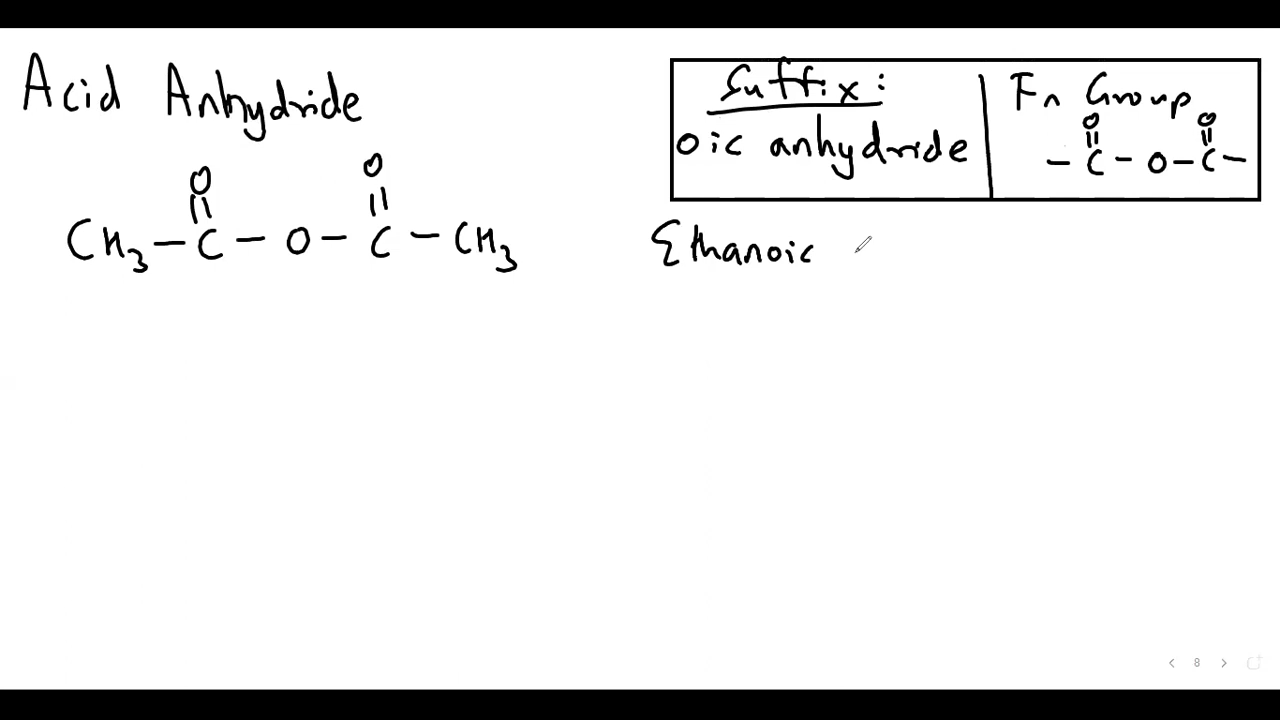 Acid Anhydride
Suffix:
oic anhydride
Fn Group
O O
|| ||
– C – O – C –
O O
|| ||
CH3 – C – O – C – CH3
Ethanoic
8